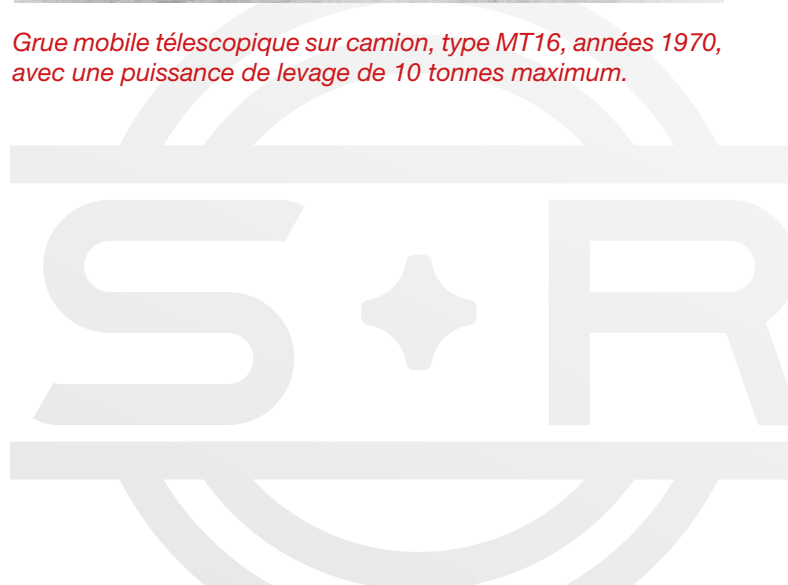 Grue mobile télescopique sur camion, type MT16, années 1970,
avec une puissance de levage de 10 tonnes maximum.
S R